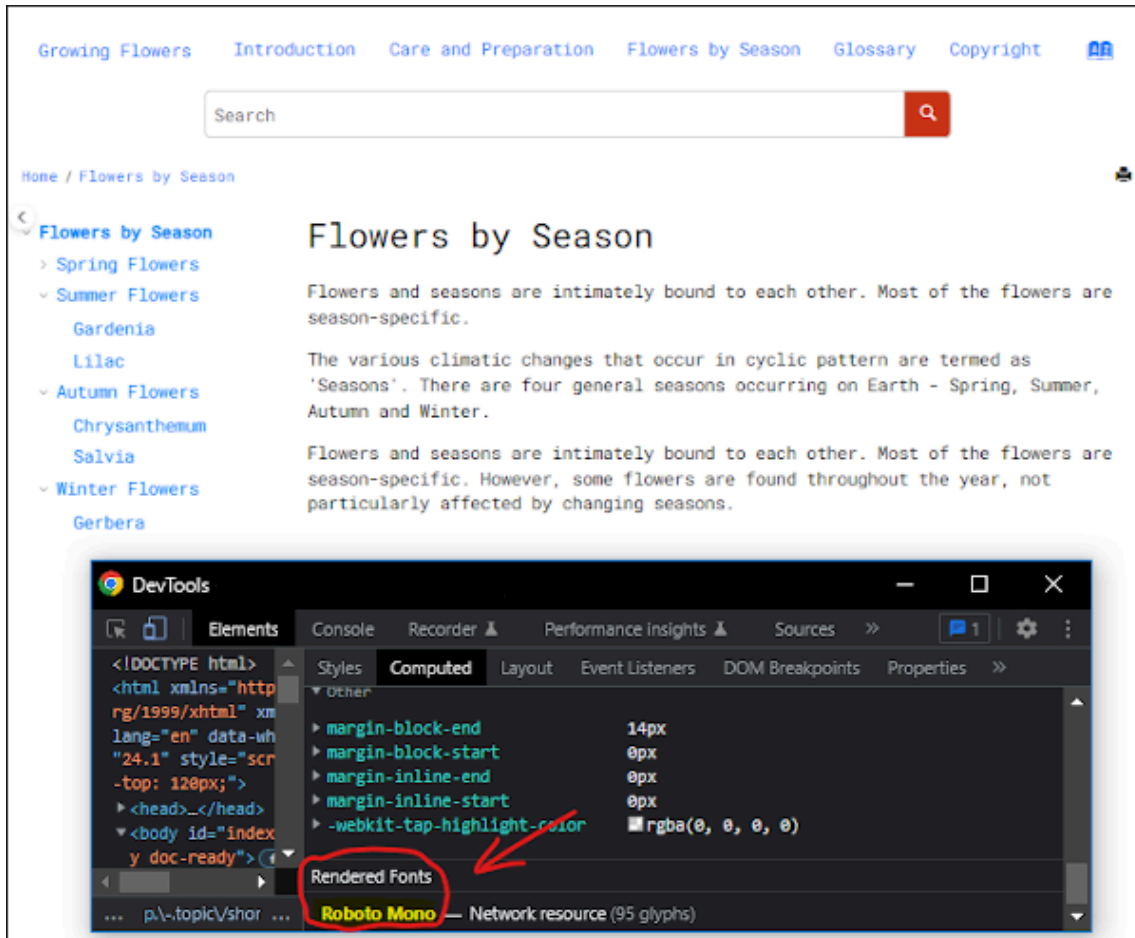 Growing Flowers Introduction Care and Preparation Flowers by Season Glossary Copyright
Search
Home / Flowers by Season
Flowers by Season
Spring Flowers
Summer Flowers
Gardenia
Lilac
Autumn Flowers
Chrysanthemum
Salvia
Winter Flowers
Gerbera
Flowers by Season
Flowers and seasons are intimately bound to each other. Most of the flowers are
season-specific.
The various climatic changes that occur in cyclic pattern are termed as
'Seasons'. There are four general seasons occurring on Earth - Spring, Summer,
Autumn and Winter.
Flowers and seasons are intimately bound to each other. Most of the flowers are
season-specific. However, some flowers are found throughout the year, not
particularly affected by changing seasons.
DevTools
Elements Console Recorder Performance insights Sources » 1
<!DOCTYPE html>
<html xmlns="http
rg/1999/xhtml" xm
lang="en" data-wh
"24.1" style="scr
-top: 120px;">
<head>…</head>
<body id="index
y doc-ready">
... p.\-.topic\/shor ...
Styles Computed Layout Event Listeners DOM Breakpoints Properties »
Other
margin-block-end 14px
margin-block-start 0px
margin-inline-end 0px
margin-inline-start 0px
-webkit-tap-highlight-color rgba(0, 0, 0, 0)
Rendered Fonts
Roboto Mono — Network resource (95 glyphs)